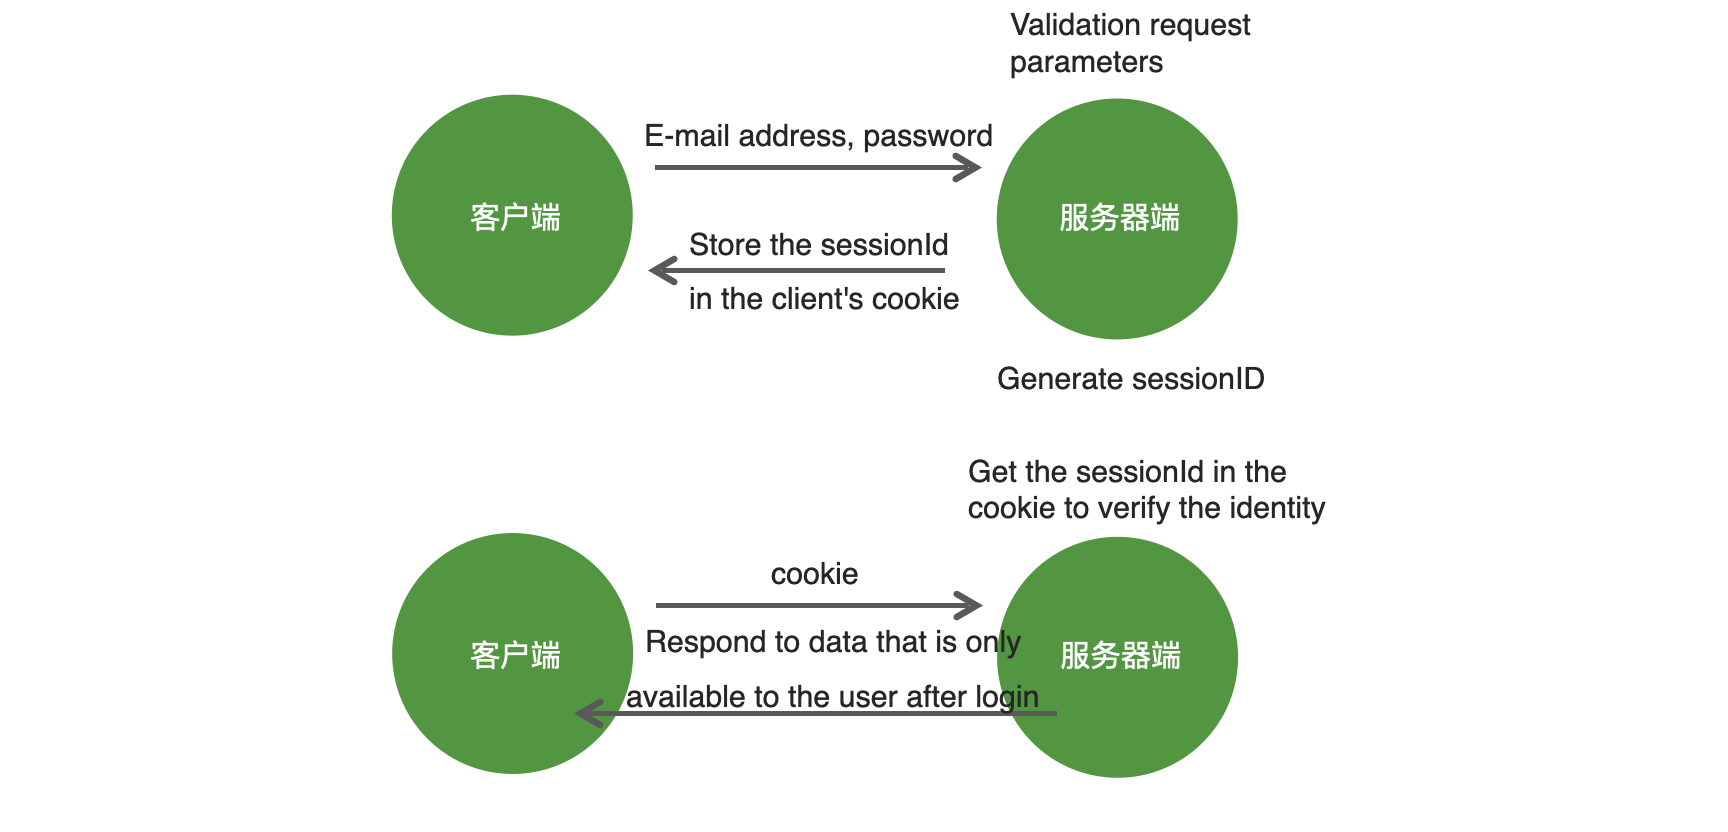 Validation request
parameters
E-mail address, password
客户端
服务器端
Store the sessionId
in the client's cookie
Generate sessionID
Get the sessionId in the
cookie to verify the identity
cookie
Respond to data that is only
客户端
服务器端
available to the user after login